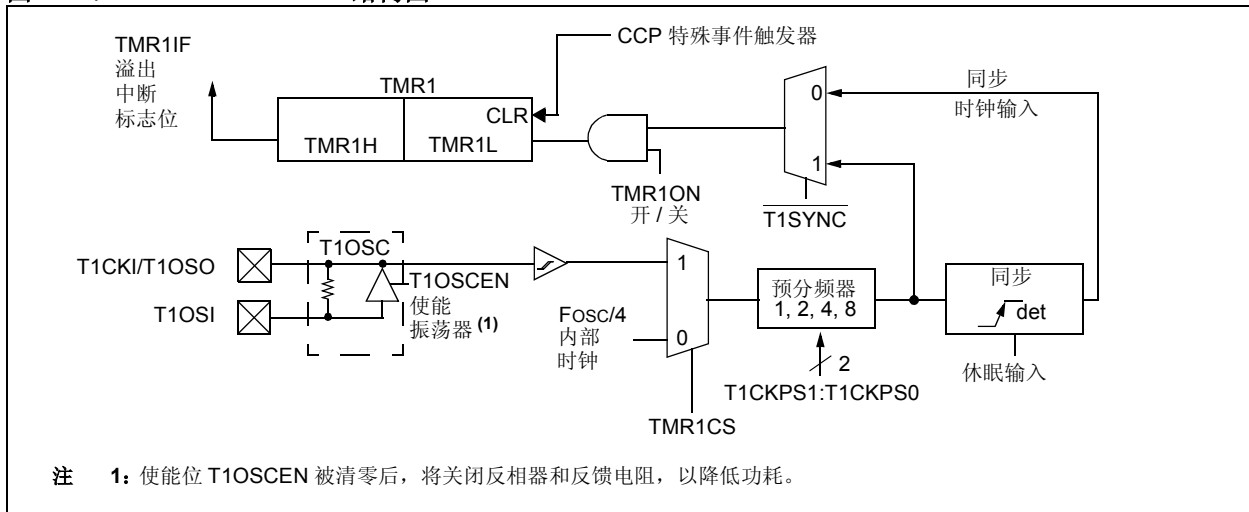 CCP 特殊事件触发器
TMR1IF
溢出
中断
标志位
TMR1
CLR
TMR1H
TMR1L
0
1
同步
时钟输入
TMR1ON
开 / 关
T1SYNC
T1OSC
T1CKI/T1OSO
T1OSI
T1OSCEN
使能
振荡器 (1)
FOSC/4
内部
时钟
1
0
预分频器
1, 2, 4, 8
同步
det
2
T1CKPS1:T1CKPS0
休眠输入
TMR1CS
注 1: 使能位 T1OSCEN 被清零后，将关闭反相器和反馈电阻，以降低功耗。